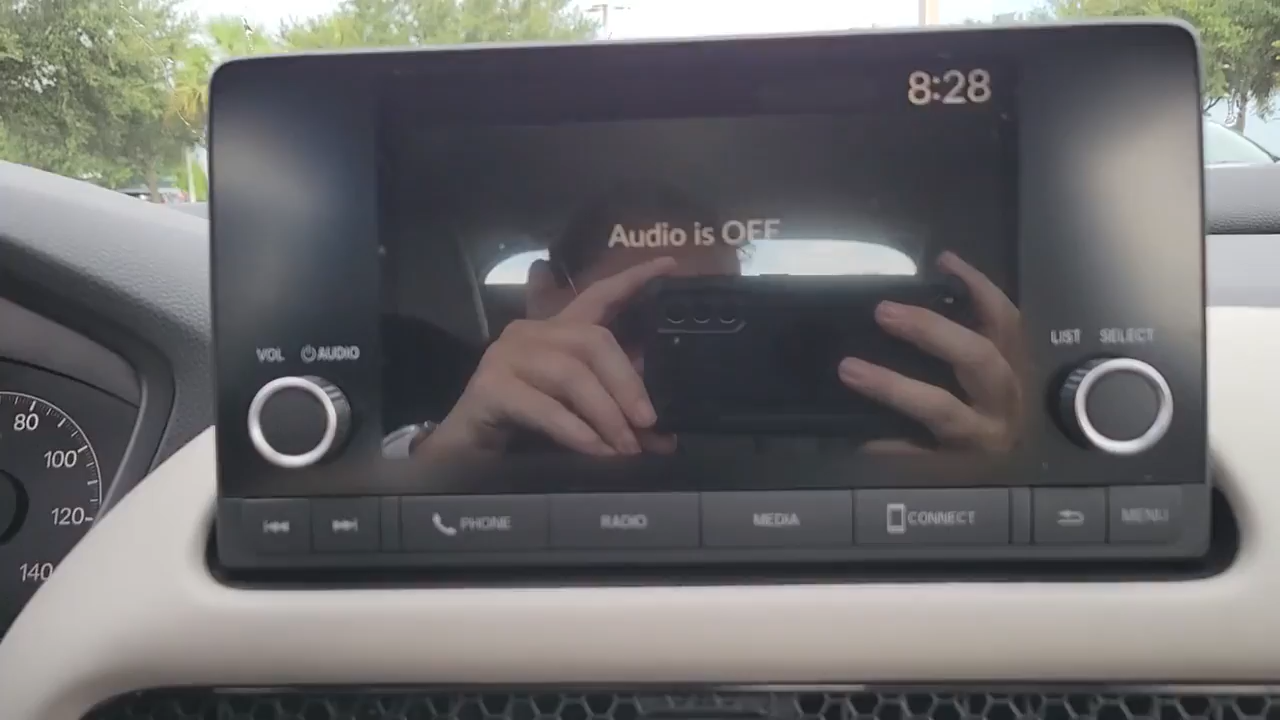 8:28
Audio is OFF
VOL AUDIO
LIST SELECT
80
100
120
140
PHONE
RADIO
MEDIA
CONNECT
MENU